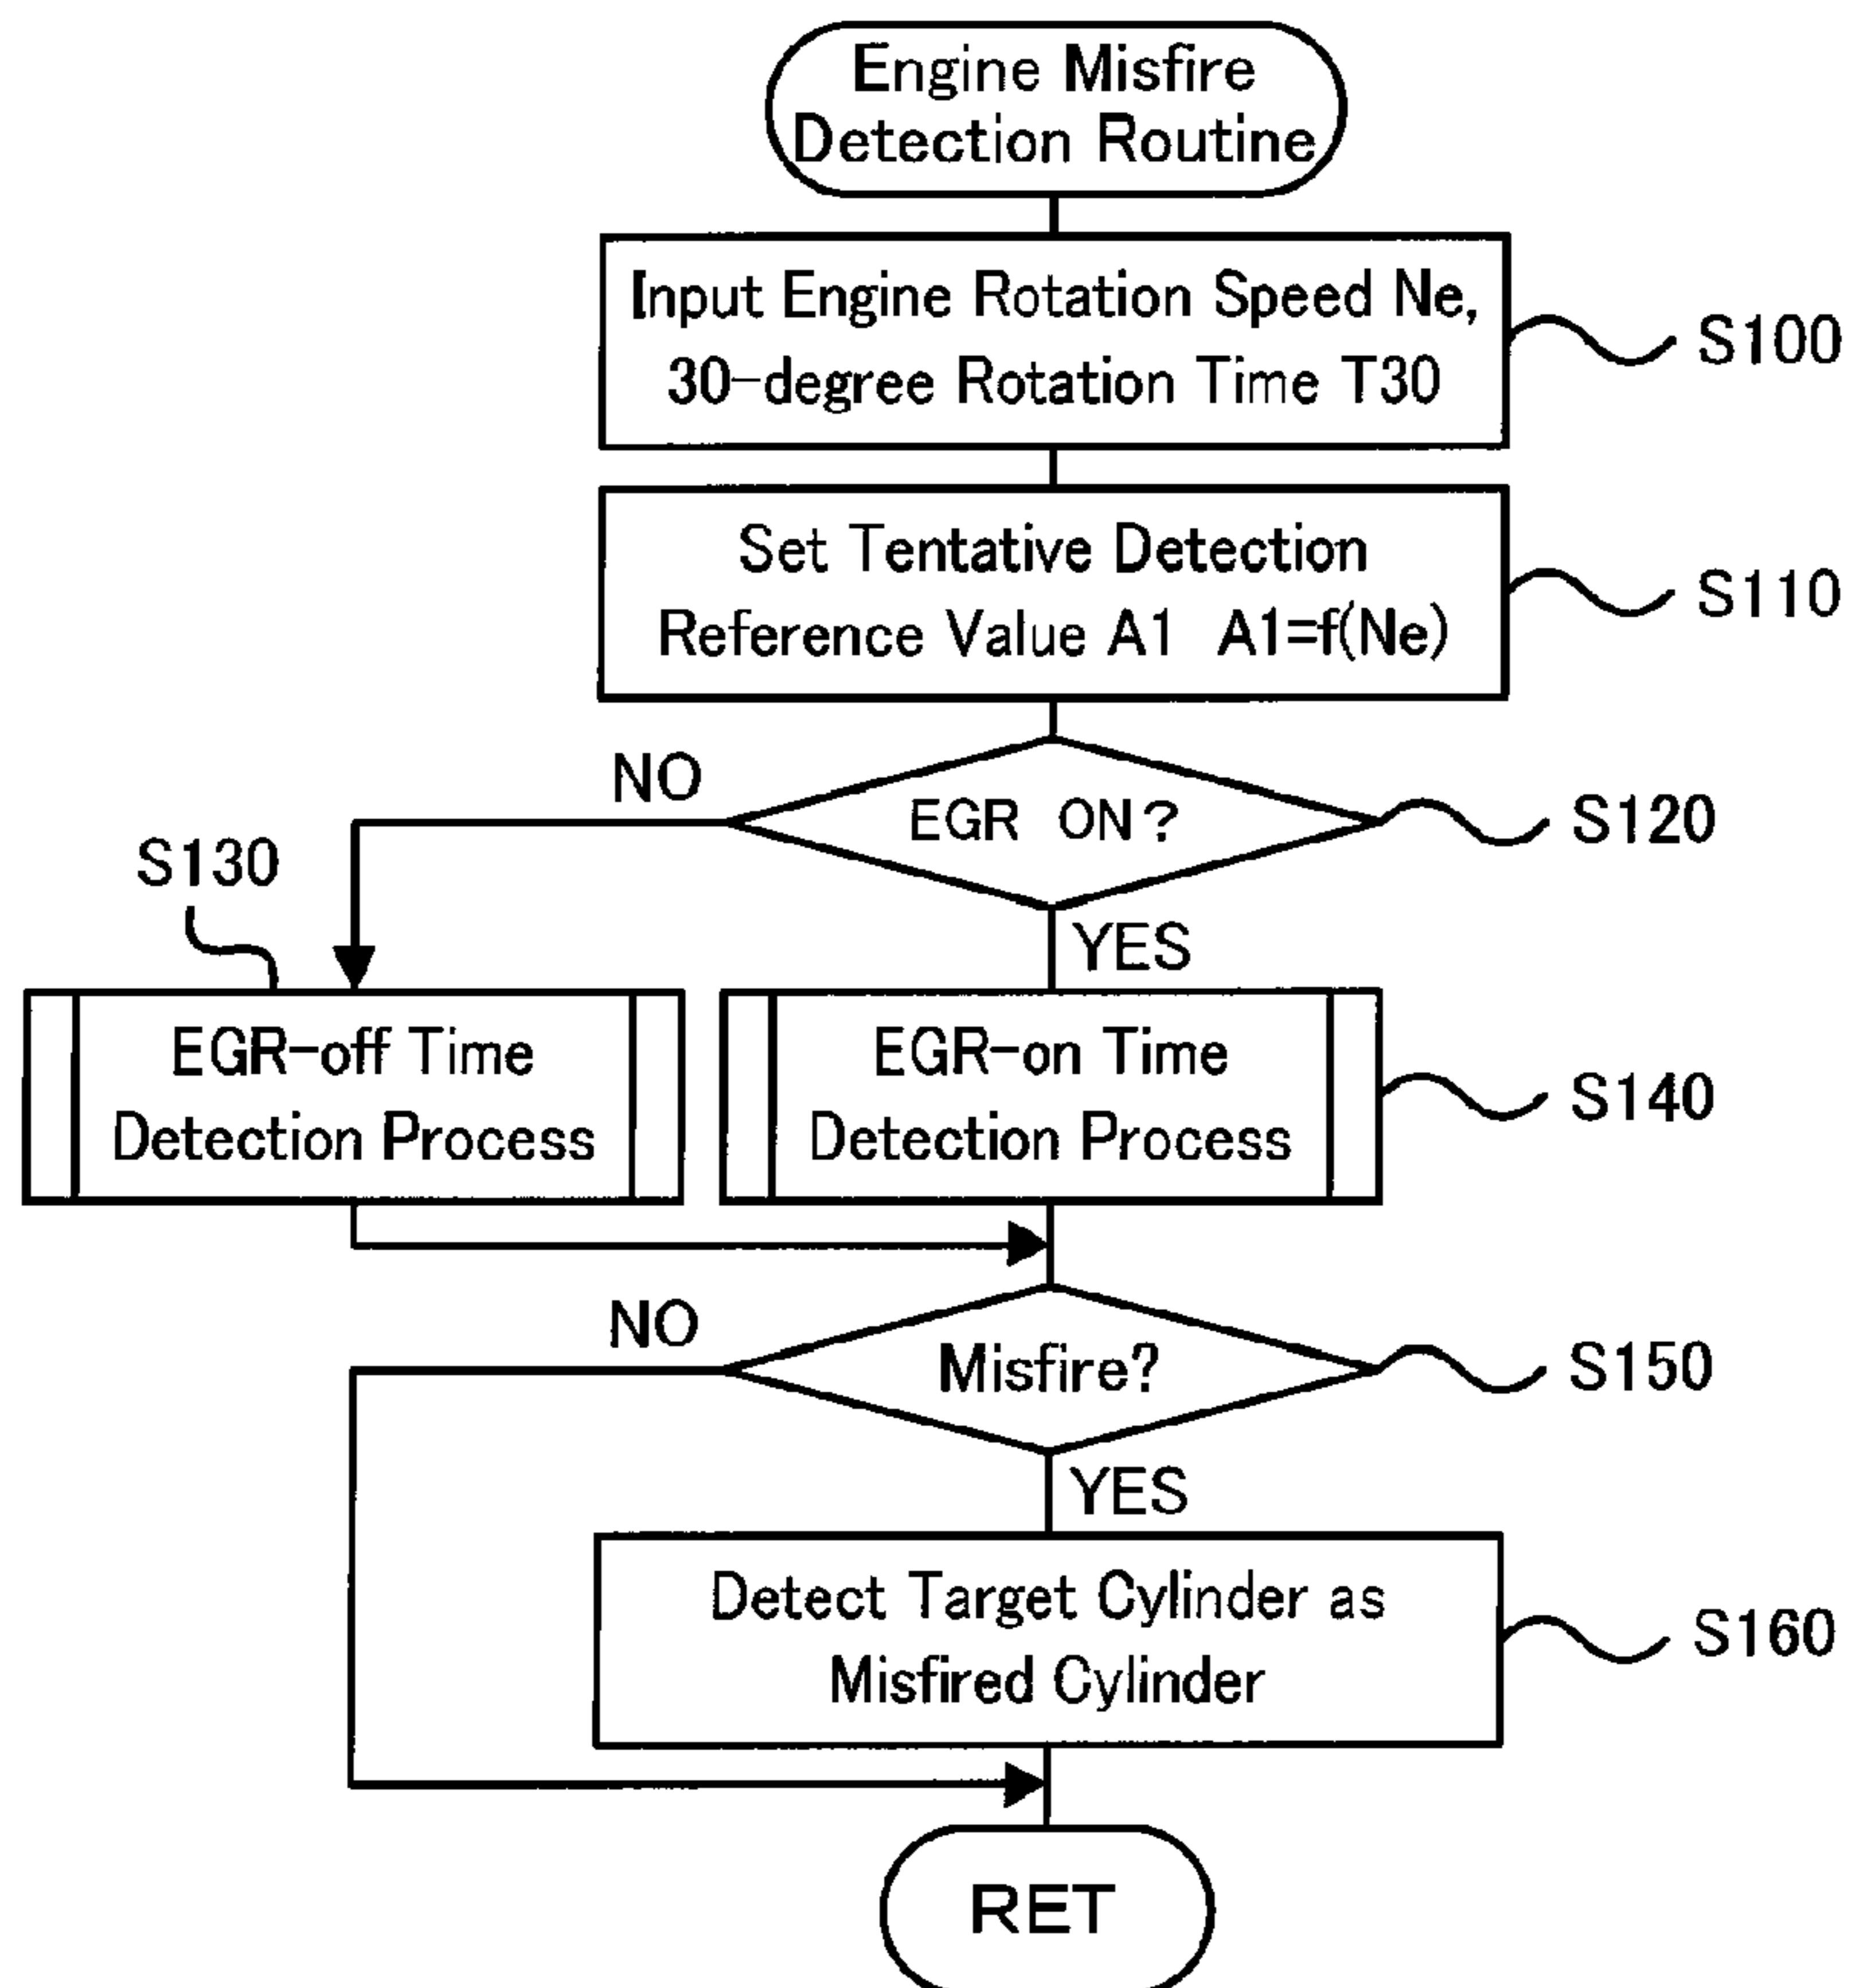 Engine Misfire
Detection Routine
Input Engine Rotation Speed Ne,
30-degree Rotation Time T30
S100
Set Tentative Detection
Reference Value A1 A1=f(Ne)
S110
NO
EGR ON?
S120
S130
YES
EGR-off Time
Detection Process
EGR-on Time
Detection Process
S140
NO
Misfire?
S150
YES
Detect Target Cylinder as
Misfired Cylinder
S160
RET